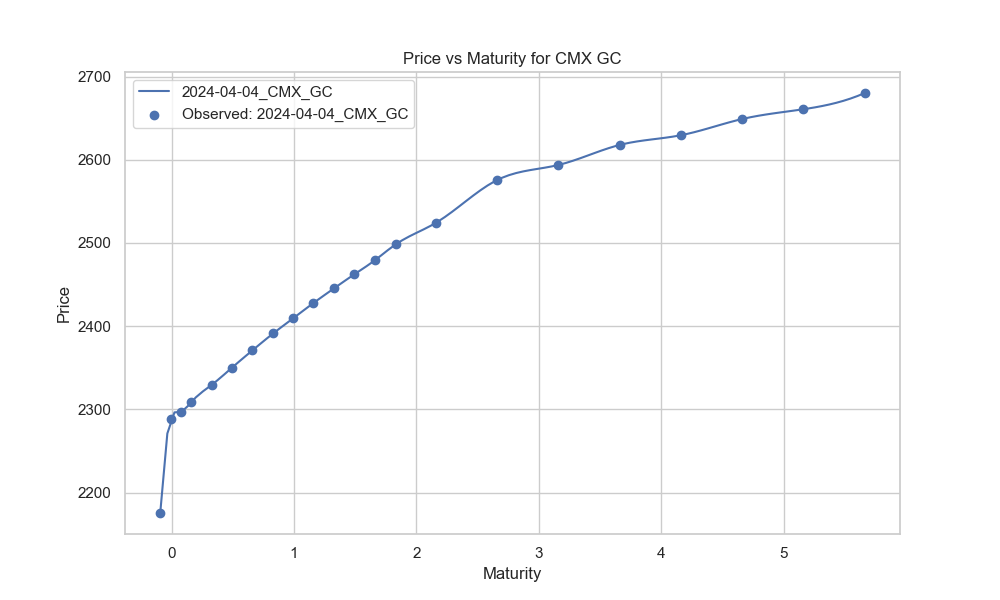 Price vs Maturity for CMX GC
2024-04-04_CMX_GC
Observed: 2024-04-04_CMX_GC
2700
2600
2500
2400
2300
2200
Price
0 1 2 3 4 5
Maturity